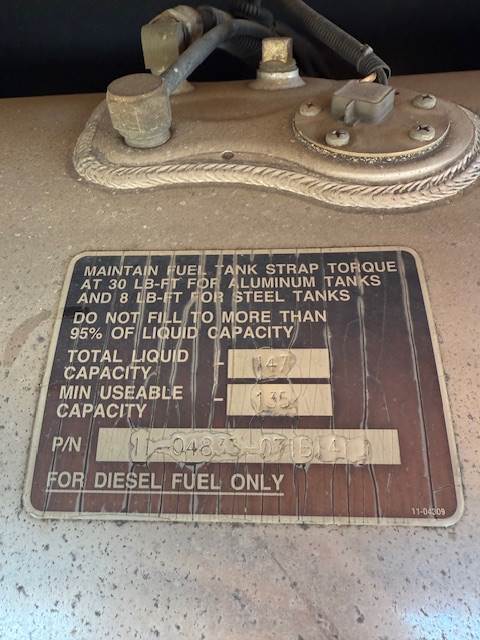 MAINTAIN FUEL TANK STRAP TORQUE
AT 30 LB-FT FOR ALUMINUM TANKS
AND 8 LB-FT FOR STEEL TANKS
DO NOT FILL TO MORE THAN
95% OF LIQUID CAPACITY
TOTAL LIQUID
CAPACITY - 147
MIN USEABLE
CAPACITY -
P/N
FOR DIESEL FUEL ONLY
11-04309